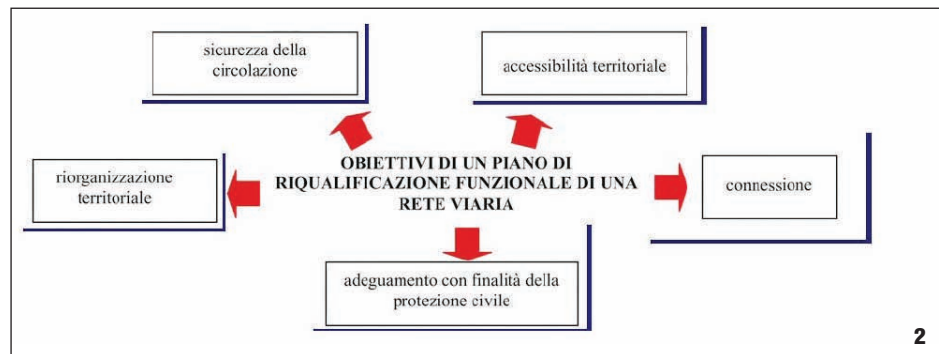 sicurezza della
circolazione
accessibilità territoriale
OBIETTIVI DI UN PIANO DI
RIQUALIFICAZIONE FUNZIONALE DI UNA
RETE VIARIA
riorganizzazione
territoriale
connessione
adeguamento con finalità della
protezione civile
2